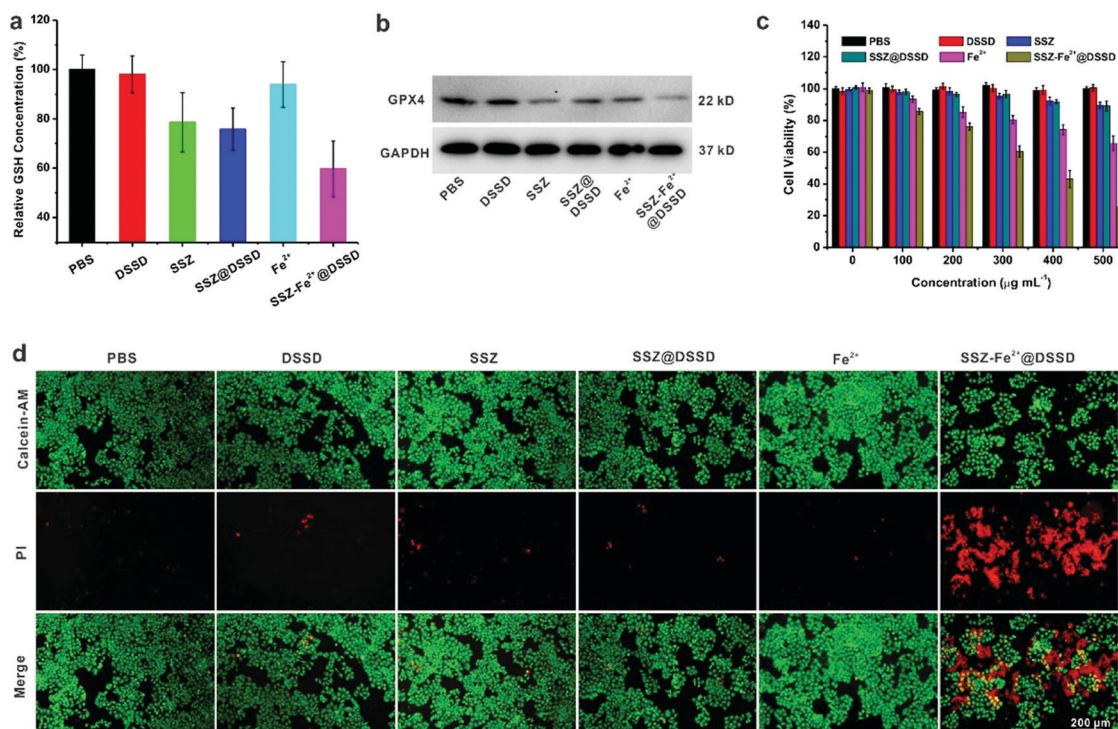 a
Relative GSH Concentration (%)
120
100
80
60
40
PBS
DSSD
SSZ
SSZ@DSSD
Fe²⁺
SSZ-Fe²⁺@DSSD
b
GPX4
22 kD
GAPDH
37 kD
PBS
DSSD
SSZ
SSZ@
DSSD
Fe²⁺
SSZ-Fe²⁺
@DSSD
c
PBS DSSD SSZ
SSZ@DSSD Fe²⁺ SSZ-Fe²⁺@DSSD
Cell Viability (%)
140
120
100
80
60
40
20
0
0 100 200 300 400 500
Concentration (μg mL⁻¹)
d
PBS DSSD SSZ SSZ@DSSD Fe²⁺ SSZ-Fe²⁺@DSSD
Calcein-AM
PI
Merge
200 μm